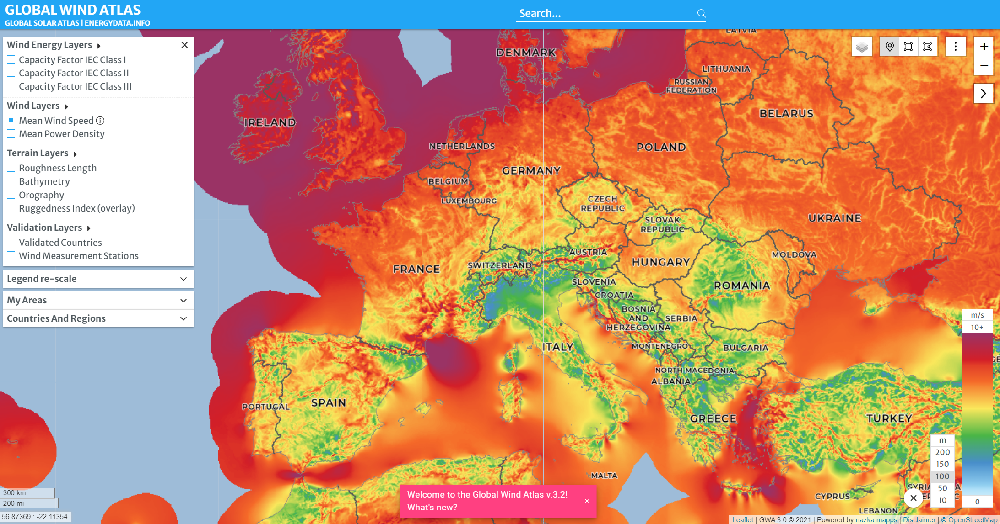 GLOBAL WIND ATLAS
GLOBAL SOLAR ATLAS | ENERGYDATA.INFO
Search...
Wind Energy Layers
Capacity Factor IEC Class I
Capacity Factor IEC Class II
Capacity Factor IEC Class III
Wind Layers
Mean Wind Speed
Mean Power Density
Terrain Layers
Roughness Length
Bathymetry
Orography
Ruggedness Index (overlay)
Validation Layers
Validated Countries
Wind Measurement Stations
Legend re-scale
My Areas
Countries And Regions
LATVIA
DENMARK
LITHUANIA
RUSSIAN
FEDERATION
BELARUS
IRELAND
NETHERLANDS
POLAND
GERMANY
BELGIUM
LUXEMBOURG
CZECH
REPUBLIC
SLOVAK
REPUBLIC
UKRAINE
AUSTRIA
MOLDOVA
SWITZERLAND
HUNGARY
FRANCE
SLOVENIA
ROMANIA
CROATIA
BOSNIA
AND
HERZEGOVINA
SERBIA
MONTENEGRO
ITALY
BULGARIA
NORTH MACEDONIA
ALBANIA
PORTUGAL
SPAIN
GREECE
TURKEY
MALTA
CYPRUS
LEBANON
m/s
10+
0
m
200
150
100
50
10
Welcome to the Global Wind Atlas v.3.2!
What's new?
300 km
200 mi
56.87369 : -22.11354
Leaflet | GWA 3.0 © 2021 | Powered by nazka mapps | Disclaimer | © OpenStreetMap